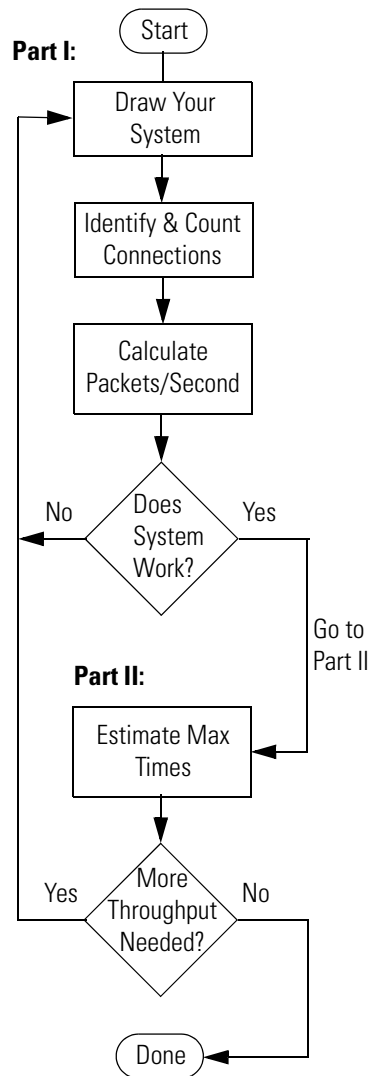 Start
Part I:
Draw Your
System
Identify & Count
Connections
Calculate
Packets/Second
No
Does
System
Work?
Yes
Go to
Part II
Part II:
Estimate Max
Times
Yes
More
Throughput
Needed?
No
Done